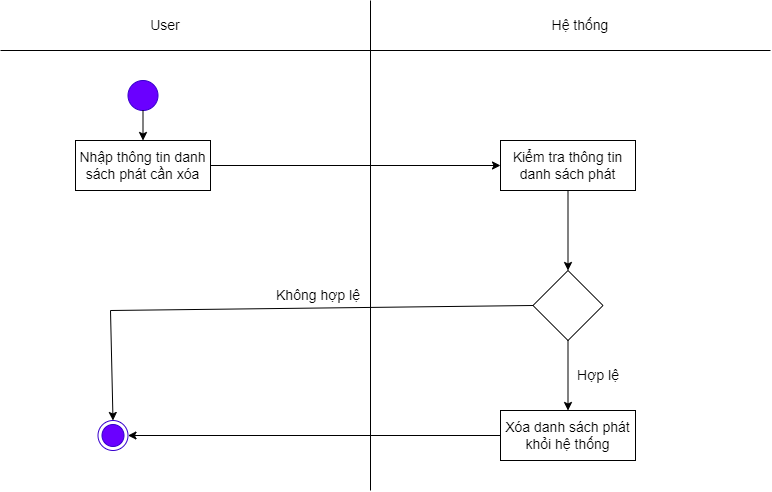 User
Hệ thống
Nhập thông tin danh
sách phát cần xóa
Kiểm tra thông tin
danh sách phát
Không hợp lệ
Hợp lệ
Xóa danh sách phát
khỏi hệ thống